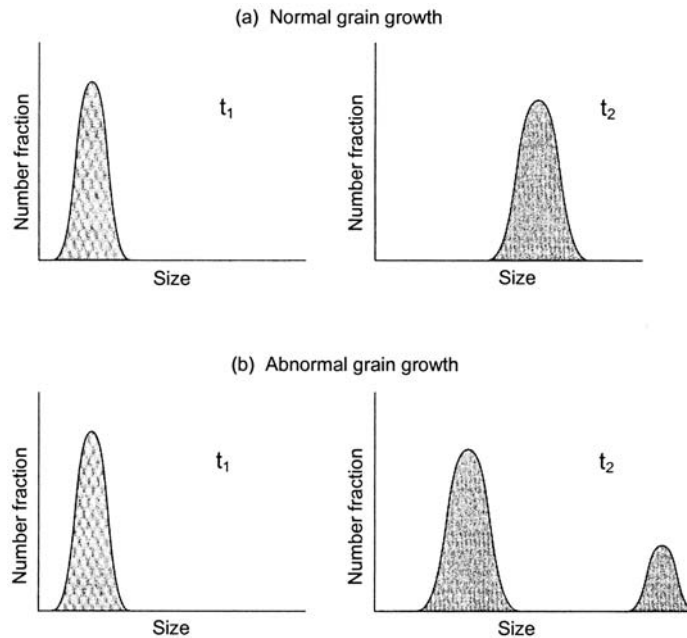 (a) Normal grain growth
Number fraction
t₁
Size
Number fraction
t₂
Size
(b) Abnormal grain growth
Number fraction
t₁
Size
Number fraction
t₂
Size